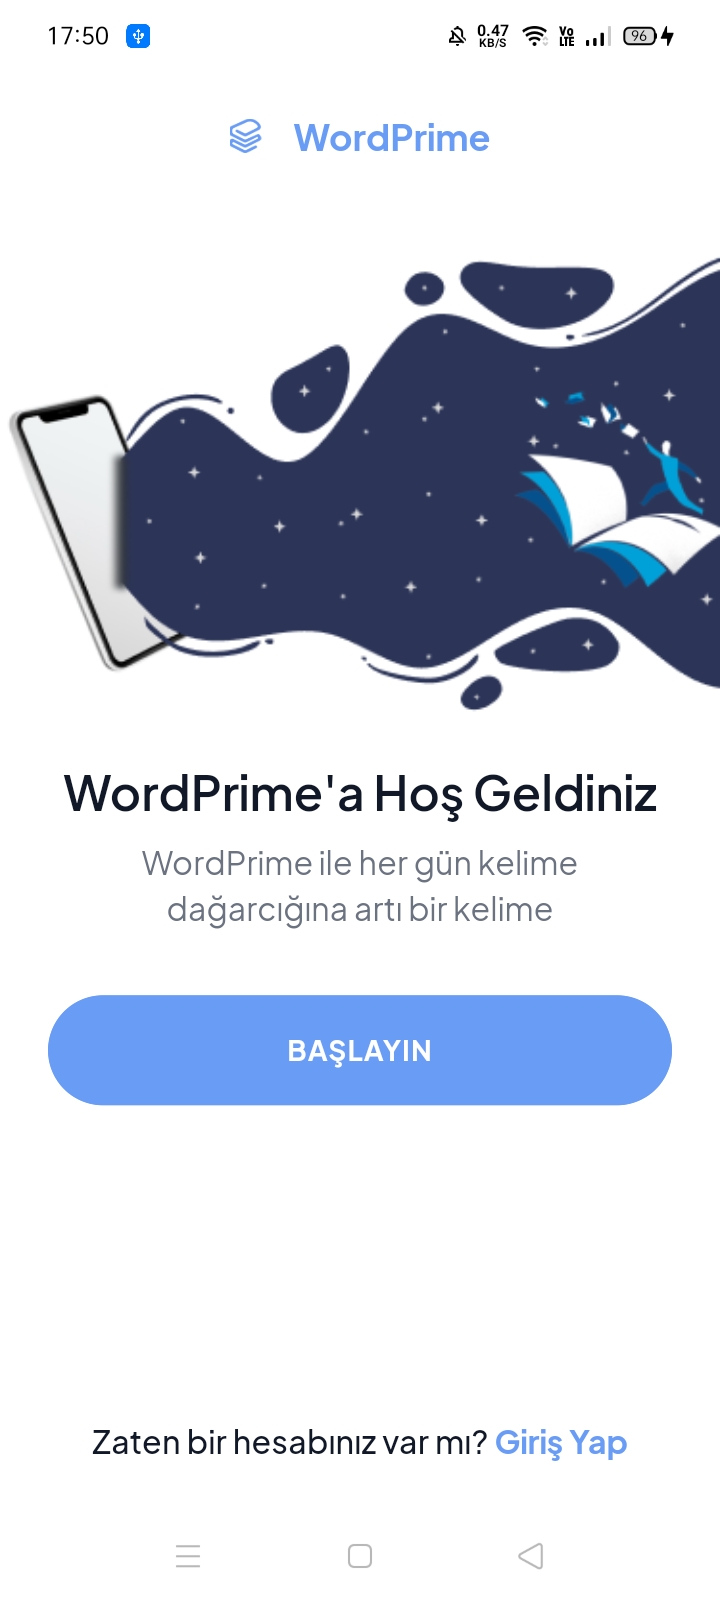 17:50
0.47
KB/S
Vo
LTE
96
WordPrime
WordPrime'a Hoş Geldiniz
WordPrime ile her gün kelime
dağarcığına artı bir kelime
BAŞLAYIN
Zaten bir hesabınız var mı? Giriş Yap